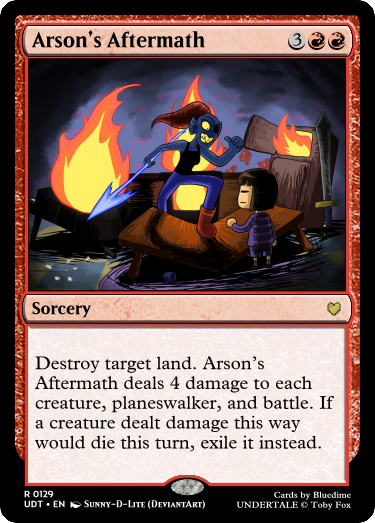 Arson's Aftermath 3
Sorcery
Destroy target land. Arson's
Aftermath deals 4 damage to each
creature, planeswalker, and battle. If
a creature dealt damage this way
would die this turn, exile it instead.
R 0129
UDT • EN Sunny-D-Lite (DeviantArt)
Cards by Bluedime
UNDERTALE © Toby Fox